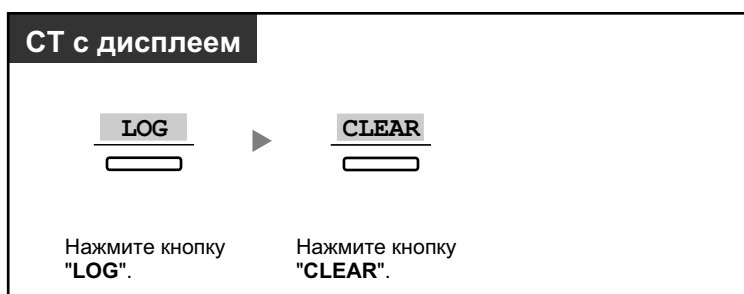 СТ с дисплеем
LOG
CLEAR
Нажмите кнопку
"LOG".
Нажмите кнопку
"CLEAR".